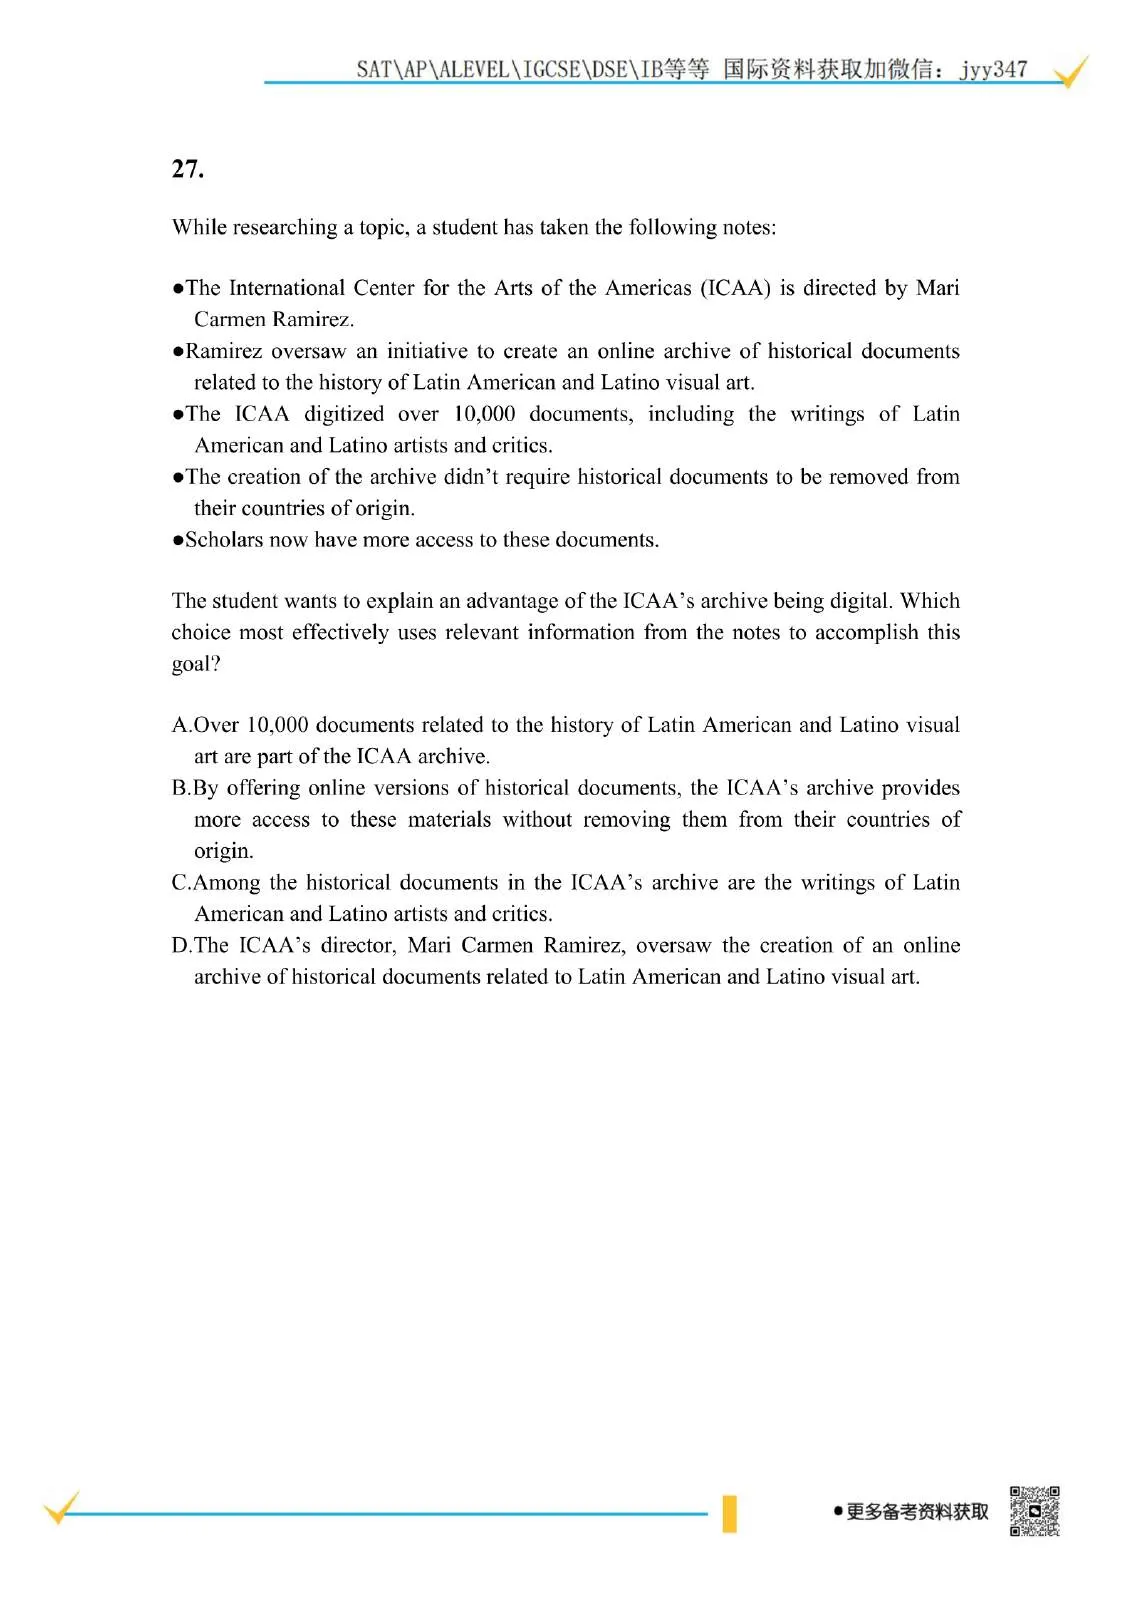 SAT\AP\ALEVEL\IGCSE\DSE\IB等等 国际资料获取加微信：jyy347
27.
While researching a topic, a student has taken the following notes:
●The International Center for the Arts of the Americas (ICAA) is directed by Mari
Carmen Ramirez.
●Ramirez oversaw an initiative to create an online archive of historical documents
related to the history of Latin American and Latino visual art.
●The ICAA digitized over 10,000 documents, including the writings of Latin
American and Latino artists and critics.
●The creation of the archive didn’t require historical documents to be removed from
their countries of origin.
●Scholars now have more access to these documents.
The student wants to explain an advantage of the ICAA’s archive being digital. Which
choice most effectively uses relevant information from the notes to accomplish this
goal?
A.Over 10,000 documents related to the history of Latin American and Latino visual
art are part of the ICAA archive.
B.By offering online versions of historical documents, the ICAA’s archive provides
more access to these materials without removing them from their countries of
origin.
C.Among the historical documents in the ICAA’s archive are the writings of Latin
American and Latino artists and critics.
D.The ICAA’s director, Mari Carmen Ramirez, oversaw the creation of an online
archive of historical documents related to Latin American and Latino visual art.
●更多备考资料获取